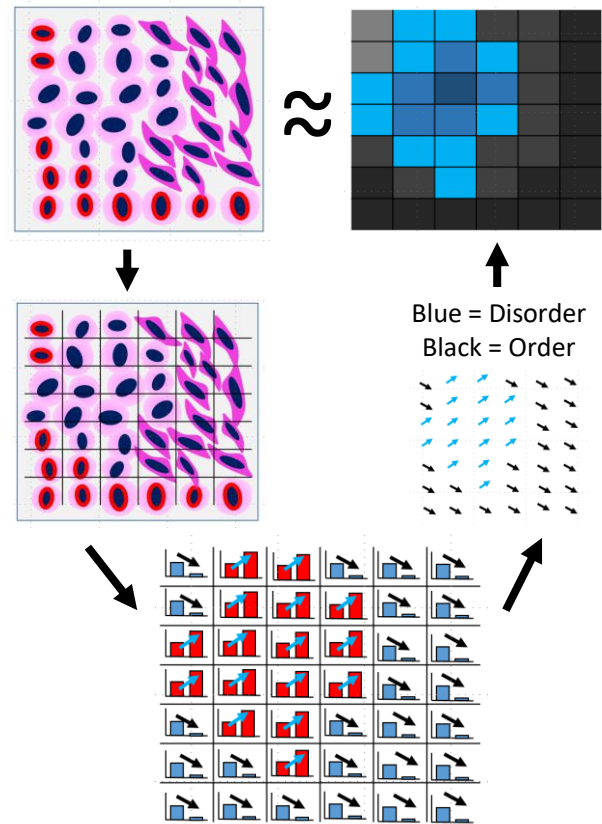 ≈
Blue = Disorder
Black = Order